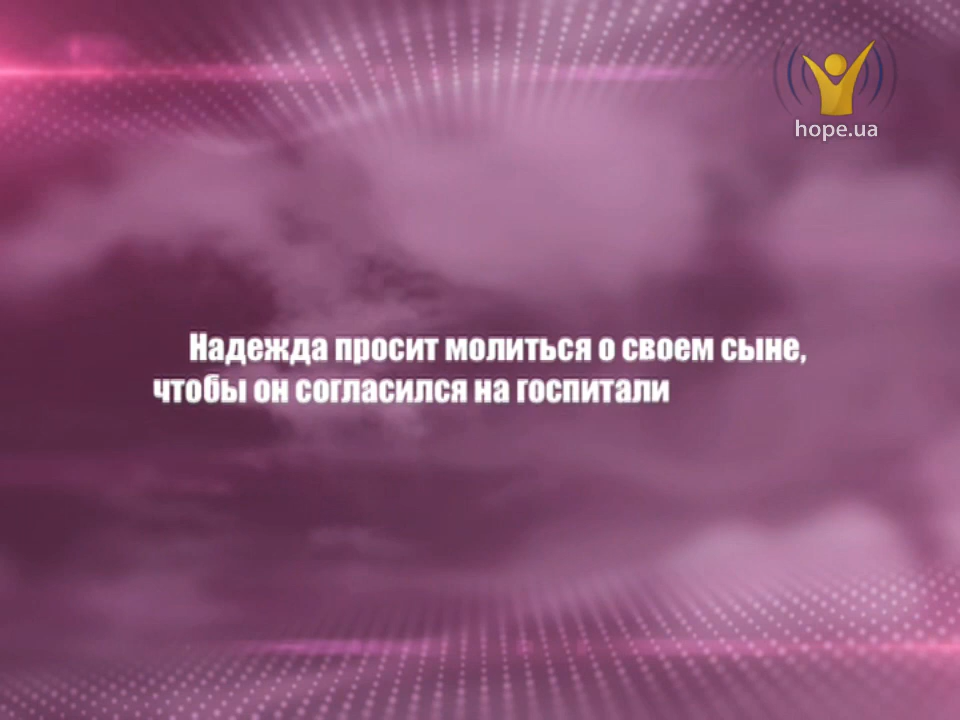 hope.ua
Надежда просит молиться о своем сыне,
чтобы он согласился на госпитали